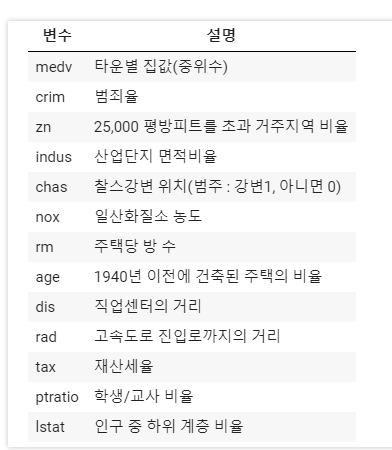 변수 설명
medv 타운별 집값(중위수)
crim 범죄율
zn 25,000 평방피트를 초과 거주지역 비율
indus 산업단지 면적비율
chas 찰스강변 위치(범주 : 강변1, 아니면 0)
nox 일산화질소 농도
rm 주택당 방 수
age 1940년 이전에 건축된 주택의 비율
dis 직업센터의 거리
rad 고속도로 진입로까지의 거리
tax 재산세율
ptratio 학생/교사 비율
lstat 인구 중 하위 계층 비율